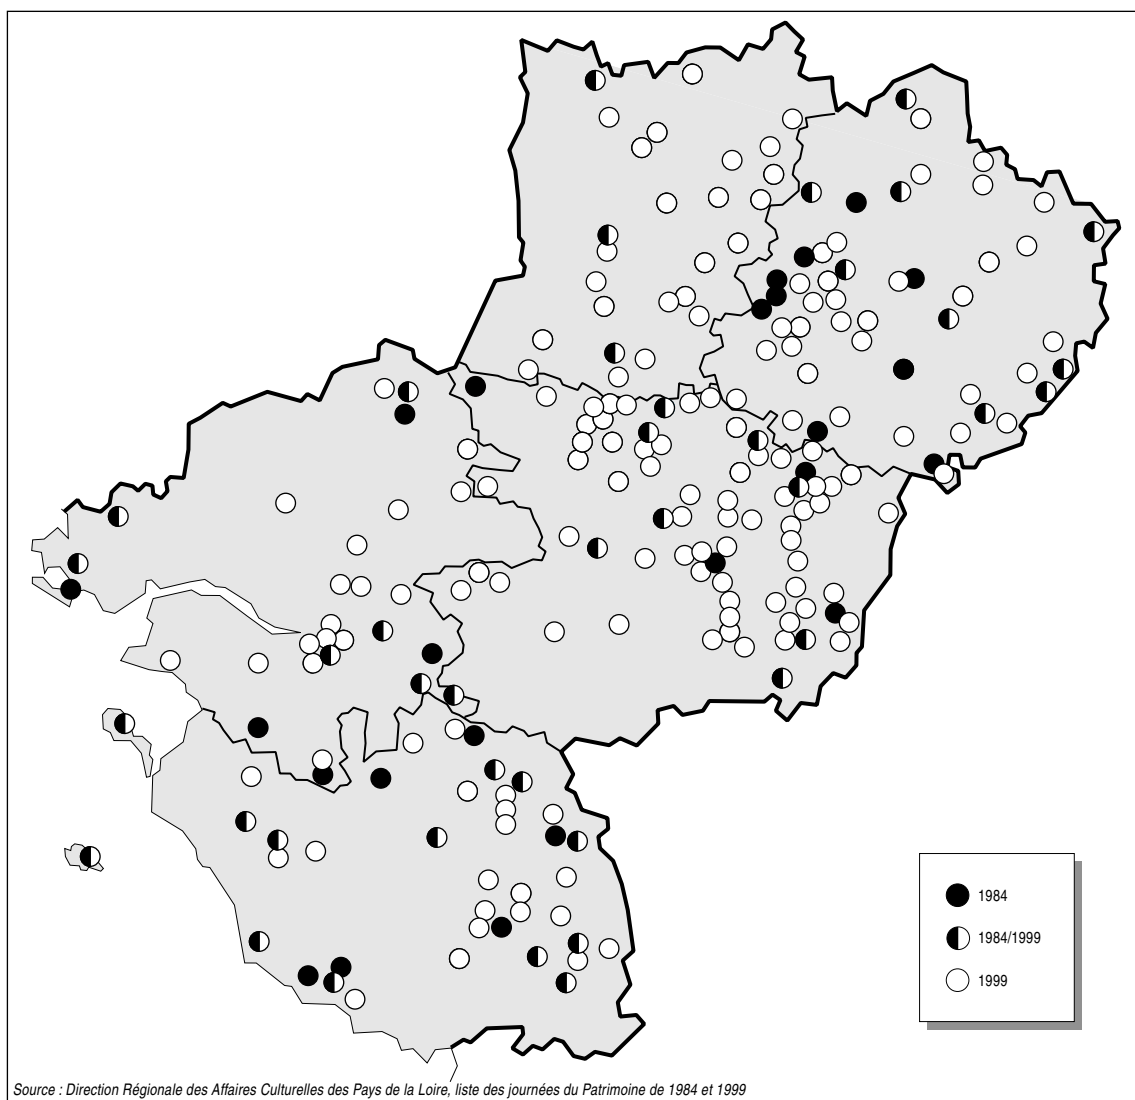 1984
1984/1999
1999
Source : Direction Régionale des Affaires Culturelles des Pays de la Loire, liste des journées du Patrimoine de 1984 et 1999